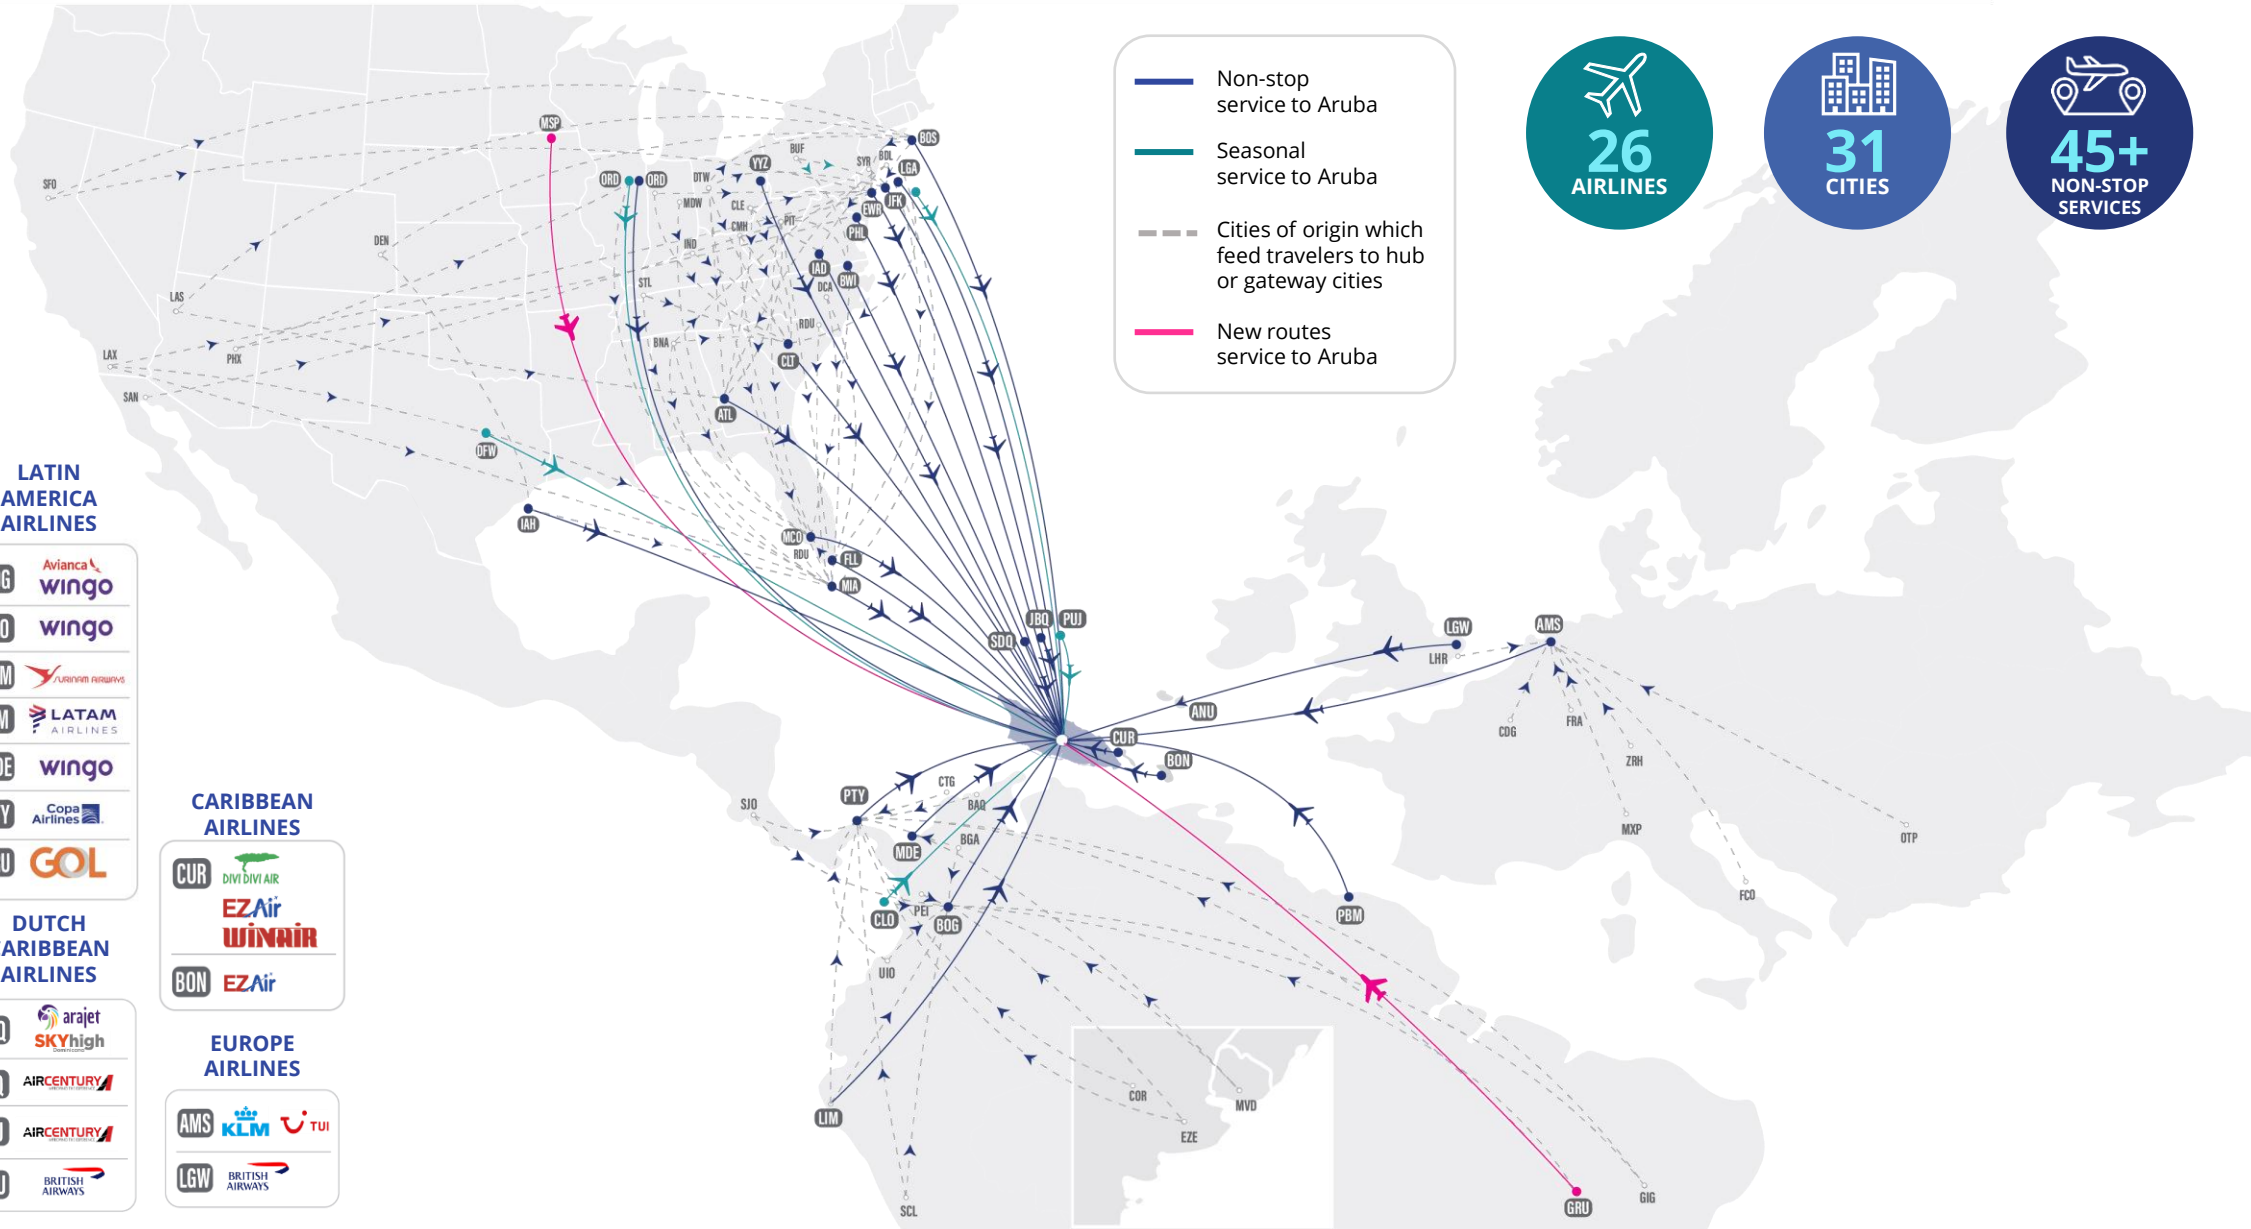 Non-stop
service to Aruba
Seasonal
service to Aruba
Cities of origin which
feed travelers to hub
or gateway cities
New routes
service to Aruba
26
AIRLINES
31
CITIES
45+
NON-STOP
SERVICES
MSP
BOS
BUF
SYR
BDL
LGA
YYZ
ORD
ORD
DTW
MDW
CLE
CMH
PIT
EWR
JFK
PHL
SFO
DEN
IND
IAD
BWI
DCA
STL
LAS
RDU
BNA
CLT
LAX
PHX
SAN
ATL
DFW
IAH
MCO
RDU
FLL
MIA
SDQ
JBQ
PUJ
LGW
LHR
AMS
ANU
CUR
BON
CDG
FRA
ZRH
MXP
FCO
OTP
SJO
PTY
CTG
BAQ
MDE
BGA
CLO
PEI
BOG
UIO
PBM
LIM
COR
MVD
EZE
SCL
GRU
GIG
LATIN
AMERICA
AIRLINES
G
Avianca
wingo
O
wingo
M
SURINAM AIRWAYS
M
LATAM
AIRLINES
DE
wingo
Y
Copa
Airlines
U
GOL
DUTCH
CARIBBEAN
AIRLINES
Q
arajet
SKYhigh
Dominicana
Q
AIRCENTURY
J
AIRCENTURY
U
BRITISH
AIRWAYS
CARIBBEAN
AIRLINES
CUR
DIVI DIVI AIR
EZAir
WINAIR
BON
EZAir
EUROPE
AIRLINES
AMS
KLM
TUI
LGW
BRITISH
AIRWAYS